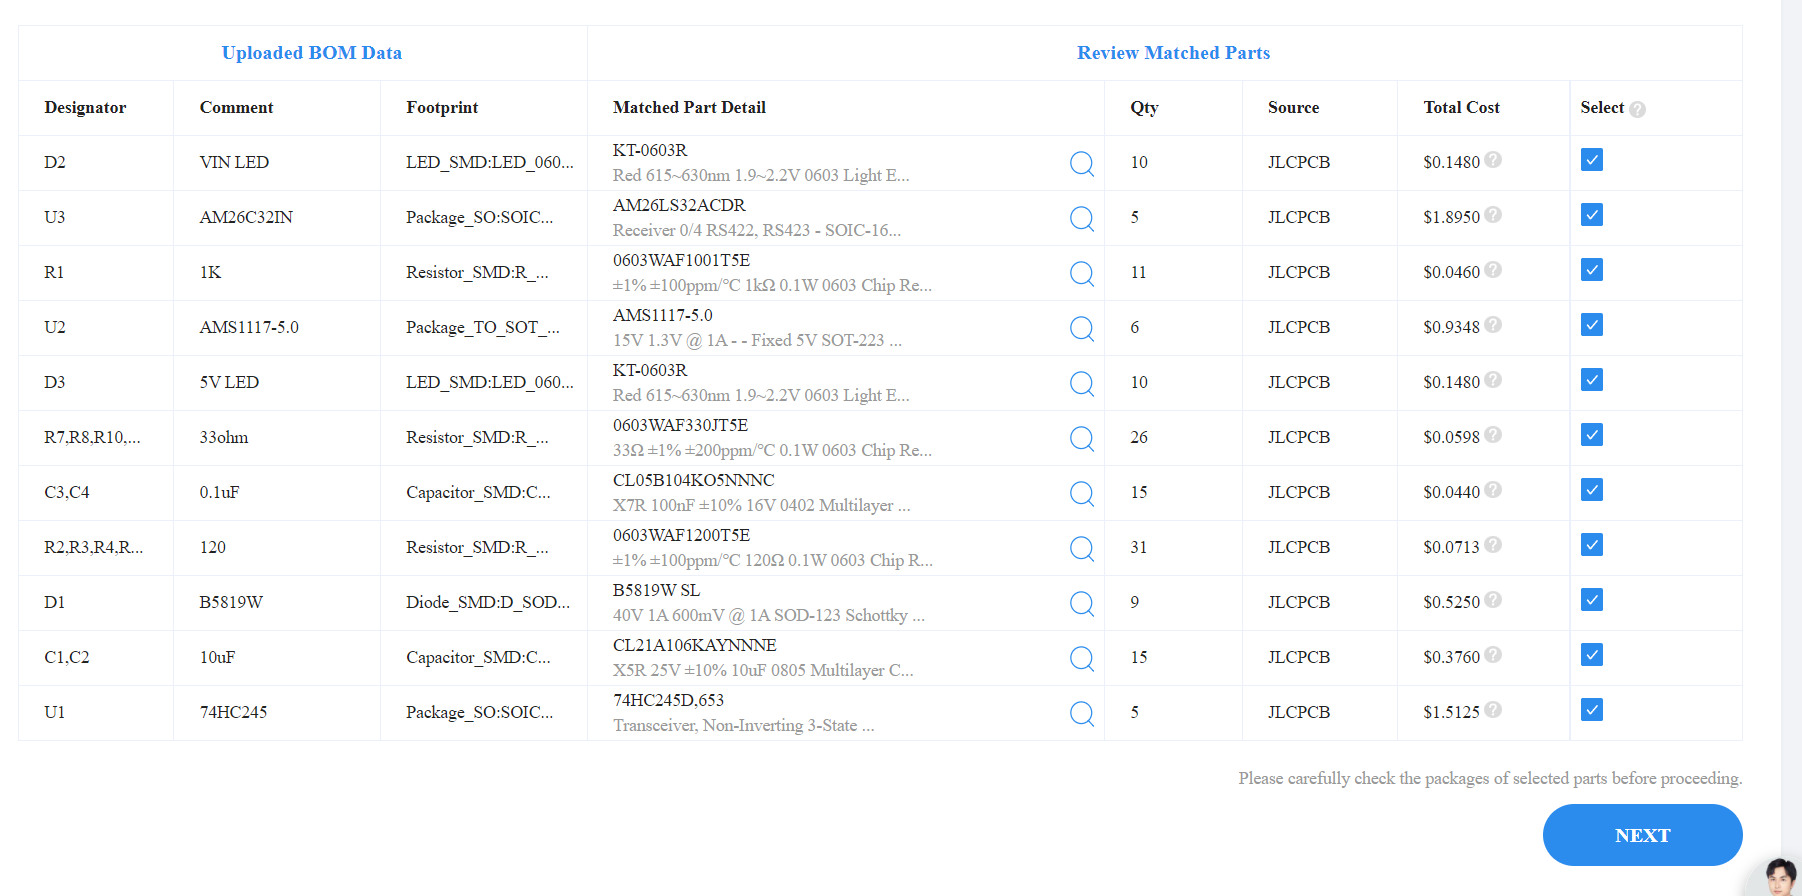 Uploaded BOM Data Review Matched Parts
Designator Comment Footprint Matched Part Detail Qty Source Total Cost Select ?
D2 VIN LED LED_SMD:LED_060... KT-0603R 10 JLCPCB $0.1480 ?
Red 615~630nm 1.9~2.2V 0603 Light E...
U3 AM26C32IN Package_SO:SOIC... AM26LS32ACDR 5 JLCPCB $1.8950 ?
Receiver 0/4 RS422, RS423 - SOIC-16...
R1 1K Resistor_SMD:R_... 0603WAF1001T5E 11 JLCPCB $0.0460 ?
±1% ±100ppm/℃ 1kΩ 0.1W 0603 Chip Re...
U2 AMS1117-5.0 Package_TO_SOT_... AMS1117-5.0 6 JLCPCB $0.9348 ?
15V 1.3V @ 1A - - Fixed 5V SOT-223 ...
D3 5V LED LED_SMD:LED_060... KT-0603R 10 JLCPCB $0.1480 ?
Red 615~630nm 1.9~2.2V 0603 Light E...
R7,R8,R10,... 33ohm Resistor_SMD:R_... 0603WAF330JT5E 26 JLCPCB $0.0598 ?
33Ω ±1% ±200ppm/℃ 0.1W 0603 Chip Re...
C3,C4 0.1uF Capacitor_SMD:C... CL05B104KO5NNNC 15 JLCPCB $0.0440 ?
X7R 100nF ±10% 16V 0402 Multilayer ...
R2,R3,R4,R... 120 Resistor_SMD:R_... 0603WAF1200T5E 31 JLCPCB $0.0713 ?
±1% ±100ppm/℃ 120Ω 0.1W 0603 Chip R...
D1 B5819W Diode_SMD:D_SOD... B5819W SL 9 JLCPCB $0.5250 ?
40V 1A 600mV @ 1A SOD-123 Schottky ...
C1,C2 10uF Capacitor_SMD:C... CL21A106KAYNNNE 15 JLCPCB $0.3760 ?
X5R 25V ±10% 10uF 0805 Multilayer C...
U1 74HC245 Package_SO:SOIC... 74HC245D,653 5 JLCPCB $1.5125 ?
Transceiver, Non-Inverting 3-State ...
Please carefully check the packages of selected parts before proceeding.
NEXT